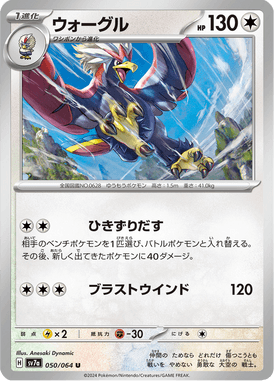 1進化
ウォーグル
HP 130
ワシボンから進化
全国図鑑NO.0628 ゆうもうポケモン 高さ：1.5m 重さ：41.0kg
ひきずりだす
相手のベンチポケモンを1匹選び、バトルポケモンと入れ替える。
その後、新しく出てきたポケモンに40ダメージ。
ブラストウインド 120
弱点 ×2 抵抗力 -30 にげる
Illus. Anesaki Dynamic
H sv7a 050/064 U
仲間の ためなら どれだけ 傷ついても
戦いを やめない 勇敢な 大空の 戦士。
©2024 Pokémon/Nintendo/Creatures/GAME FREAK.